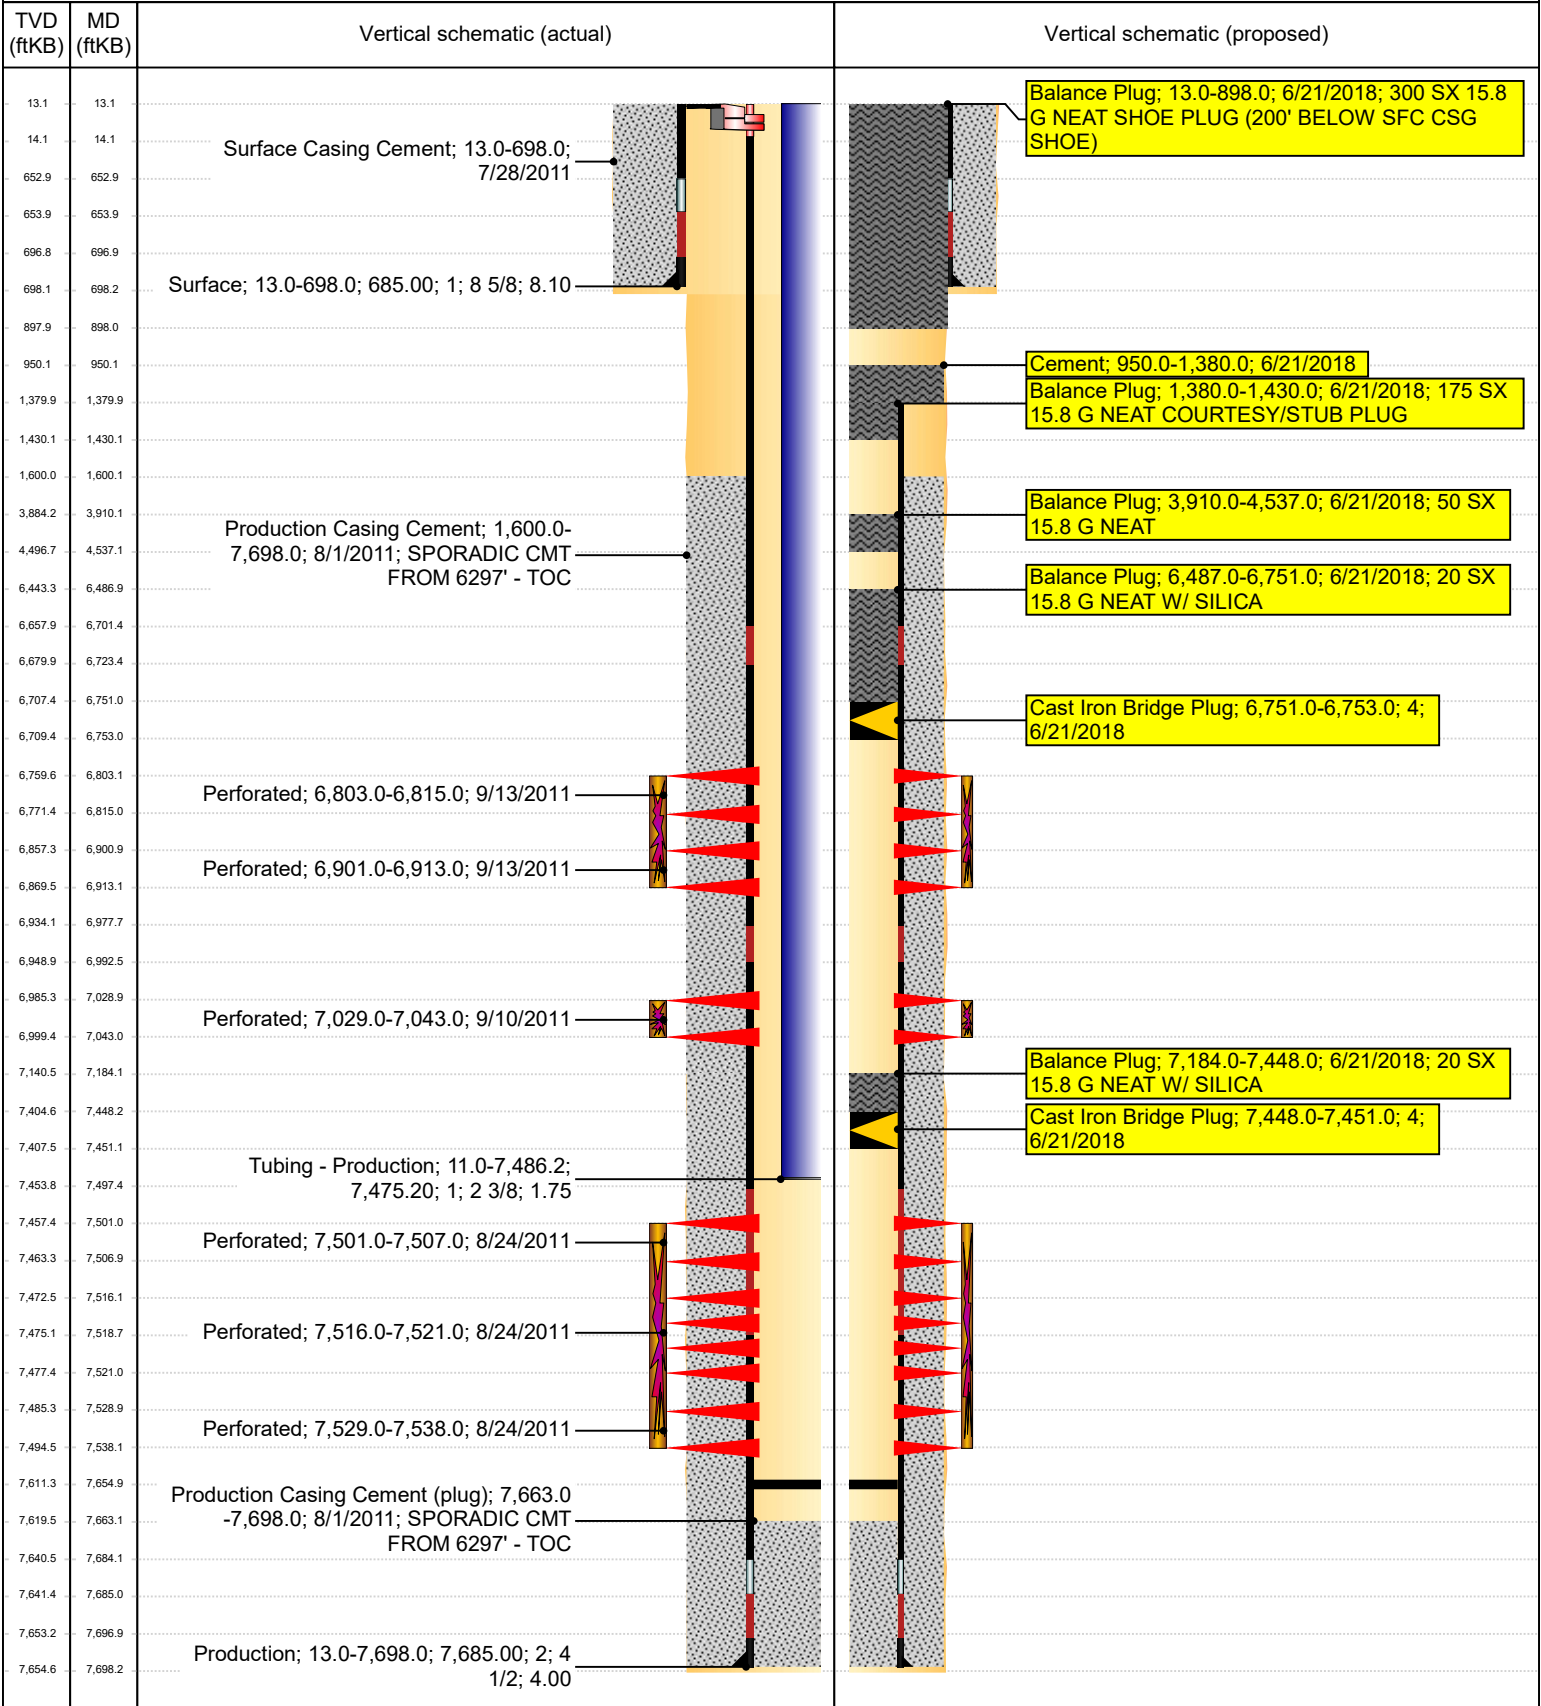 TVD (ftKB)
MD (ftKB)
Vertical schematic (actual)
Vertical schematic (proposed)
13.1 13.1
14.1 14.1
652.9 652.9
653.9 653.9
696.8 696.9
698.1 698.2
897.9 898.0
950.1 950.1
1,379.9 1,379.9
1,430.1 1,430.1
1,600.0 1,600.1
3,884.2 3,910.1
4,496.7 4,537.1
6,443.3 6,486.9
6,657.9 6,701.4
6,679.9 6,723.4
6,707.4 6,751.0
6,709.4 6,753.0
6,759.6 6,803.1
6,771.4 6,815.0
6,857.3 6,900.9
6,869.5 6,913.1
6,934.1 6,977.7
6,948.9 6,992.5
6,985.3 7,028.9
6,999.4 7,043.0
7,140.5 7,184.1
7,404.6 7,448.2
7,407.5 7,451.1
7,453.8 7,497.4
7,457.4 7,501.0
7,463.3 7,506.9
7,472.5 7,516.1
7,475.1 7,518.7
7,477.4 7,521.0
7,485.3 7,528.9
7,494.5 7,538.1
7,611.3 7,654.9
7,619.5 7,663.1
7,640.5 7,684.1
7,641.4 7,685.0
7,653.2 7,696.9
7,654.6 7,698.2
Surface Casing Cement; 13.0-698.0;
7/28/2011
Surface; 13.0-698.0; 685.00; 1; 8 5/8; 8.10
Production Casing Cement; 1,600.0-
7,698.0; 8/1/2011; SPORADIC CMT
FROM 6297' - TOC
Perforated; 6,803.0-6,815.0; 9/13/2011
Perforated; 6,901.0-6,913.0; 9/13/2011
Perforated; 7,029.0-7,043.0; 9/10/2011
Tubing - Production; 11.0-7,486.2;
7,475.20; 1; 2 3/8; 1.75
Perforated; 7,501.0-7,507.0; 8/24/2011
Perforated; 7,516.0-7,521.0; 8/24/2011
Perforated; 7,529.0-7,538.0; 8/24/2011
Production Casing Cement (plug); 7,663.0
-7,698.0; 8/1/2011; SPORADIC CMT
FROM 6297' - TOC
Production; 13.0-7,698.0; 7,685.00; 2; 4
1/2; 4.00
Balance Plug; 13.0-898.0; 6/21/2018; 300 SX 15.8
G NEAT SHOE PLUG (200' BELOW SFC CSG
SHOE)
Cement; 950.0-1,380.0; 6/21/2018
Balance Plug; 1,380.0-1,430.0; 6/21/2018; 175 SX
15.8 G NEAT COURTESY/STUB PLUG
Balance Plug; 3,910.0-4,537.0; 6/21/2018; 50 SX
15.8 G NEAT
Balance Plug; 6,487.0-6,751.0; 6/21/2018; 20 SX
15.8 G NEAT W/ SILICA
Cast Iron Bridge Plug; 6,751.0-6,753.0; 4;
6/21/2018
Balance Plug; 7,184.0-7,448.0; 6/21/2018; 20 SX
15.8 G NEAT W/ SILICA
Cast Iron Bridge Plug; 7,448.0-7,451.0; 4;
6/21/2018